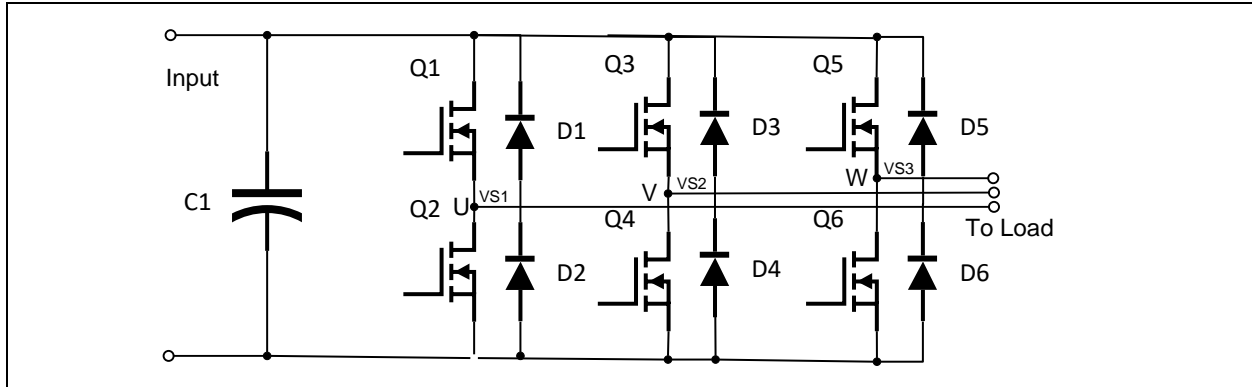 Input
C1
Q1
Q2
U
VS1
D1
D2
Q3
Q4
V
VS2
D3
D4
Q5
Q6
W
VS3
D5
D6
To Load